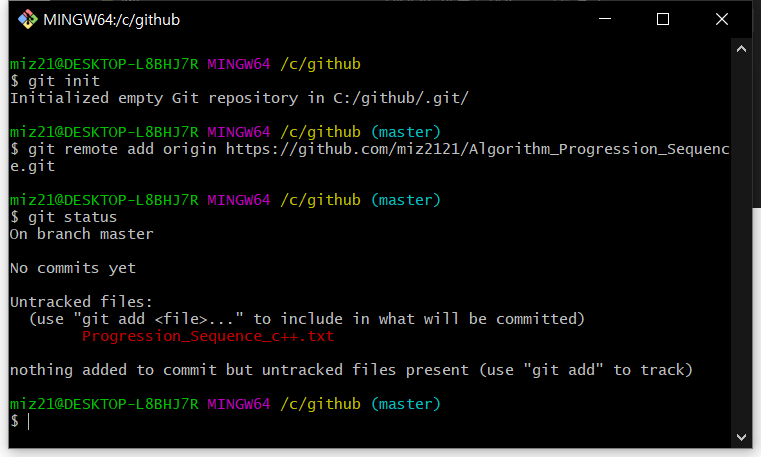 MINGW64:/c/github
miz21@DESKTOP-L8BHJ7R MINGW64 /c/github
$ git init
Initialized empty Git repository in C:/github/.git/
miz21@DESKTOP-L8BHJ7R MINGW64 /c/github (master)
$ git remote add origin https://github.com/miz2121/Algorithm_Progression_Sequenc
e.git
miz21@DESKTOP-L8BHJ7R MINGW64 /c/github (master)
$ git status
On branch master
No commits yet
Untracked files:
  (use "git add <file>..." to include in what will be committed)
        Progression_Sequence_c++.txt
nothing added to commit but untracked files present (use "git add" to track)
miz21@DESKTOP-L8BHJ7R MINGW64 /c/github (master)
$